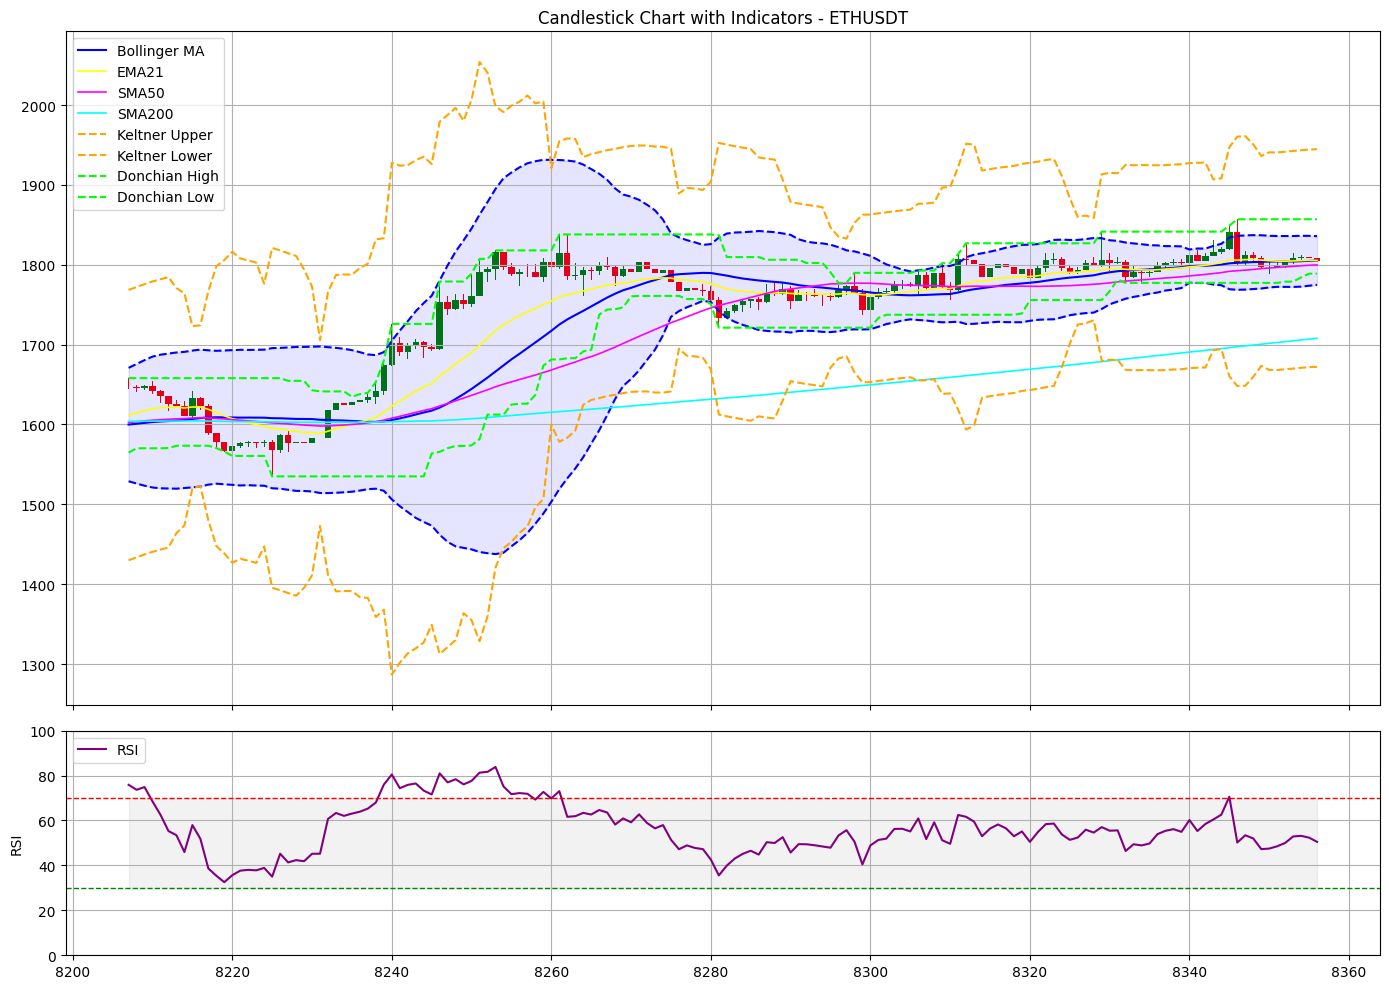 Candlestick Chart with Indicators - ETHUSDT
Bollinger MA
EMA21
SMA50
SMA200
Keltner Upper
Keltner Lower
Donchian High
Donchian Low
2000
1900
1800
1700
1600
1500
1400
1300
RSI
100
80
60
40
20
0
RSI
8200 8220 8240 8260 8280 8300 8320 8340 8360